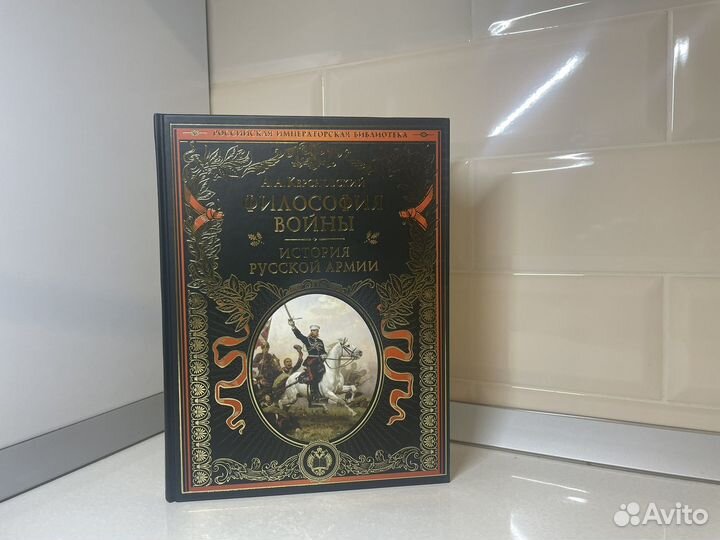 РОССИЙСКАЯ ИМПЕРАТОРСКАЯ БИБЛИОТЕКА
А.А.Керсновский
ФИЛОСОФИЯ
ВОЙНЫ
ИСТОРИЯ
РУССКОЙ АРМИИ
Avito